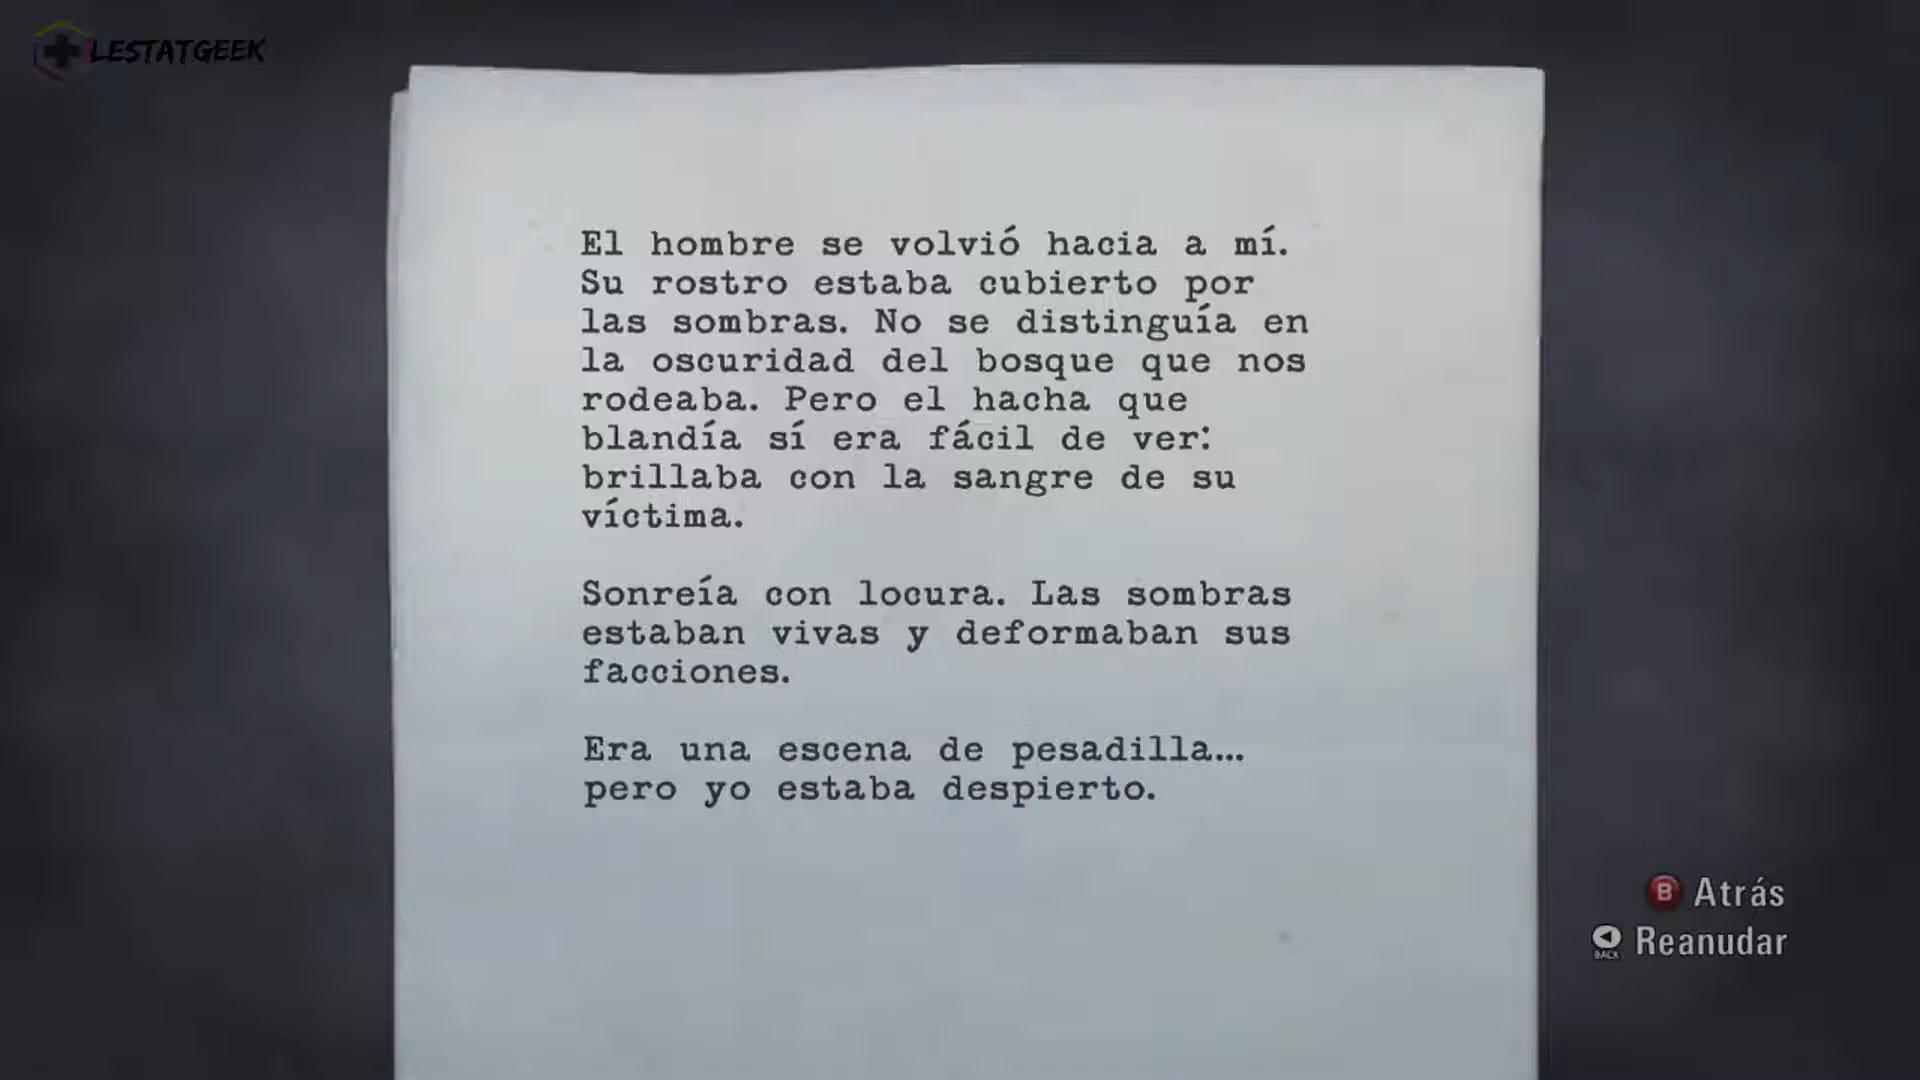 LESTATGEEK
El hombre se volvió hacia a mí.
Su rostro estaba cubierto por
las sombras. No se distinguía en
la oscuridad del bosque que nos
rodeaba. Pero el hacha que
blandía sí era fácil de ver:
brillaba con la sangre de su
víctima.
Sonreía con locura. Las sombras
estaban vivas y deformaban sus
facciones.
Era una escena de pesadilla...
pero yo estaba despierto.
B Atrás
BACK Reanudar